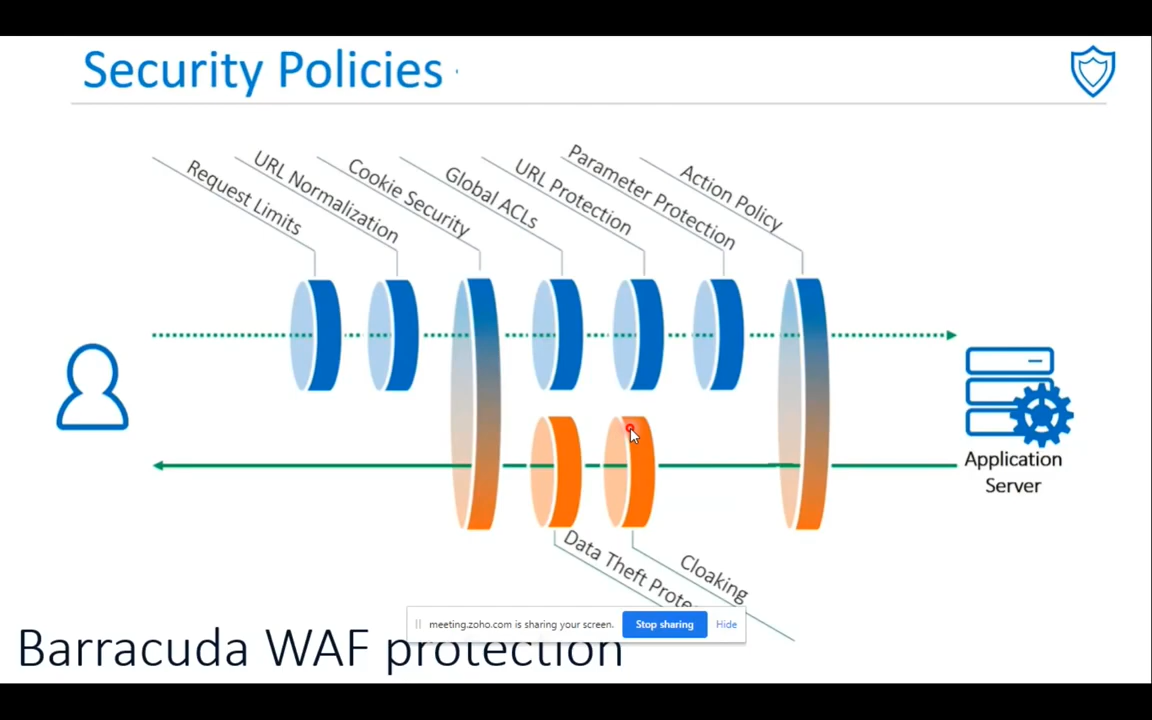 Security Policies
Request Limits
URL Normalization
Cookie Security
Global ACLs
URL Protection
Parameter Protection
Action Policy
Application
Server
Data Theft Prote
Cloaking
meeting.zoho.com is sharing your screen.
Stop sharing
Hide
Barracuda WAF protection